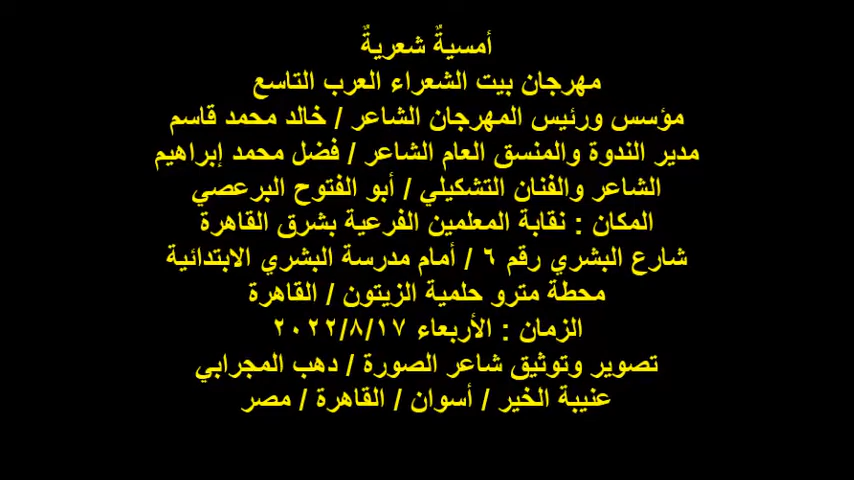 أمسيةٌ شعريةٌ
مهرجان بيت الشعراء العرب التاسع
مؤسس ورئيس المهرجان الشاعر / خالد محمد قاسم
مدير الندوة والمنسق العام الشاعر / فضل محمد إبراهيم
الشاعر والفنان التشكيلي / أبو الفتوح البرعصي
المكان : نقابة المعلمين الفرعية بشرق القاهرة
شارع البشري رقم ٦ / أمام مدرسة البشري الابتدائية
محطة مترو حلمية الزيتون / القاهرة
الزمان : الأربعاء ٢٠٢٢/٨/١٧
تصوير وتوثيق شاعر الصورة / دهب المجرابي
عنيبة الخير / أسوان / القاهرة / مصر